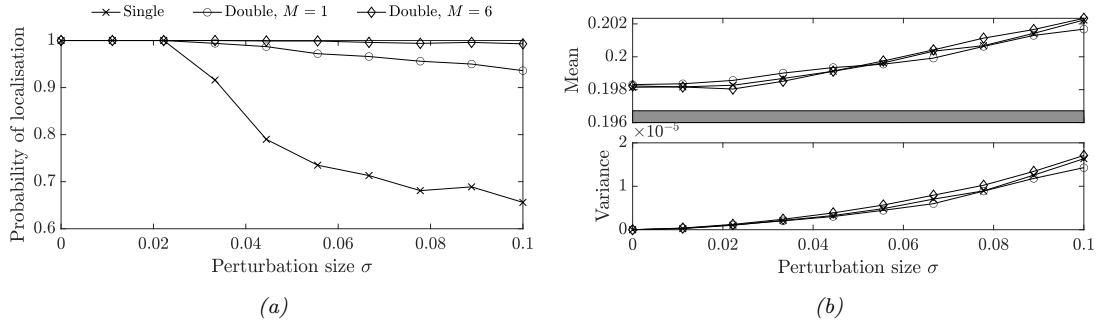 Single Double, M = 1 Double, M = 6
Probability of localisation
1
0.9
0.8
0.7
0.6
0 0.02 0.04 0.06 0.08 0.1
Perturbation size σ
(a)
Mean
0.202
0.2
0.198
0.196
×10⁻⁵
Variance
2
1
0
0 0.02 0.04 0.06 0.08 0.1
Perturbation size σ
(b)